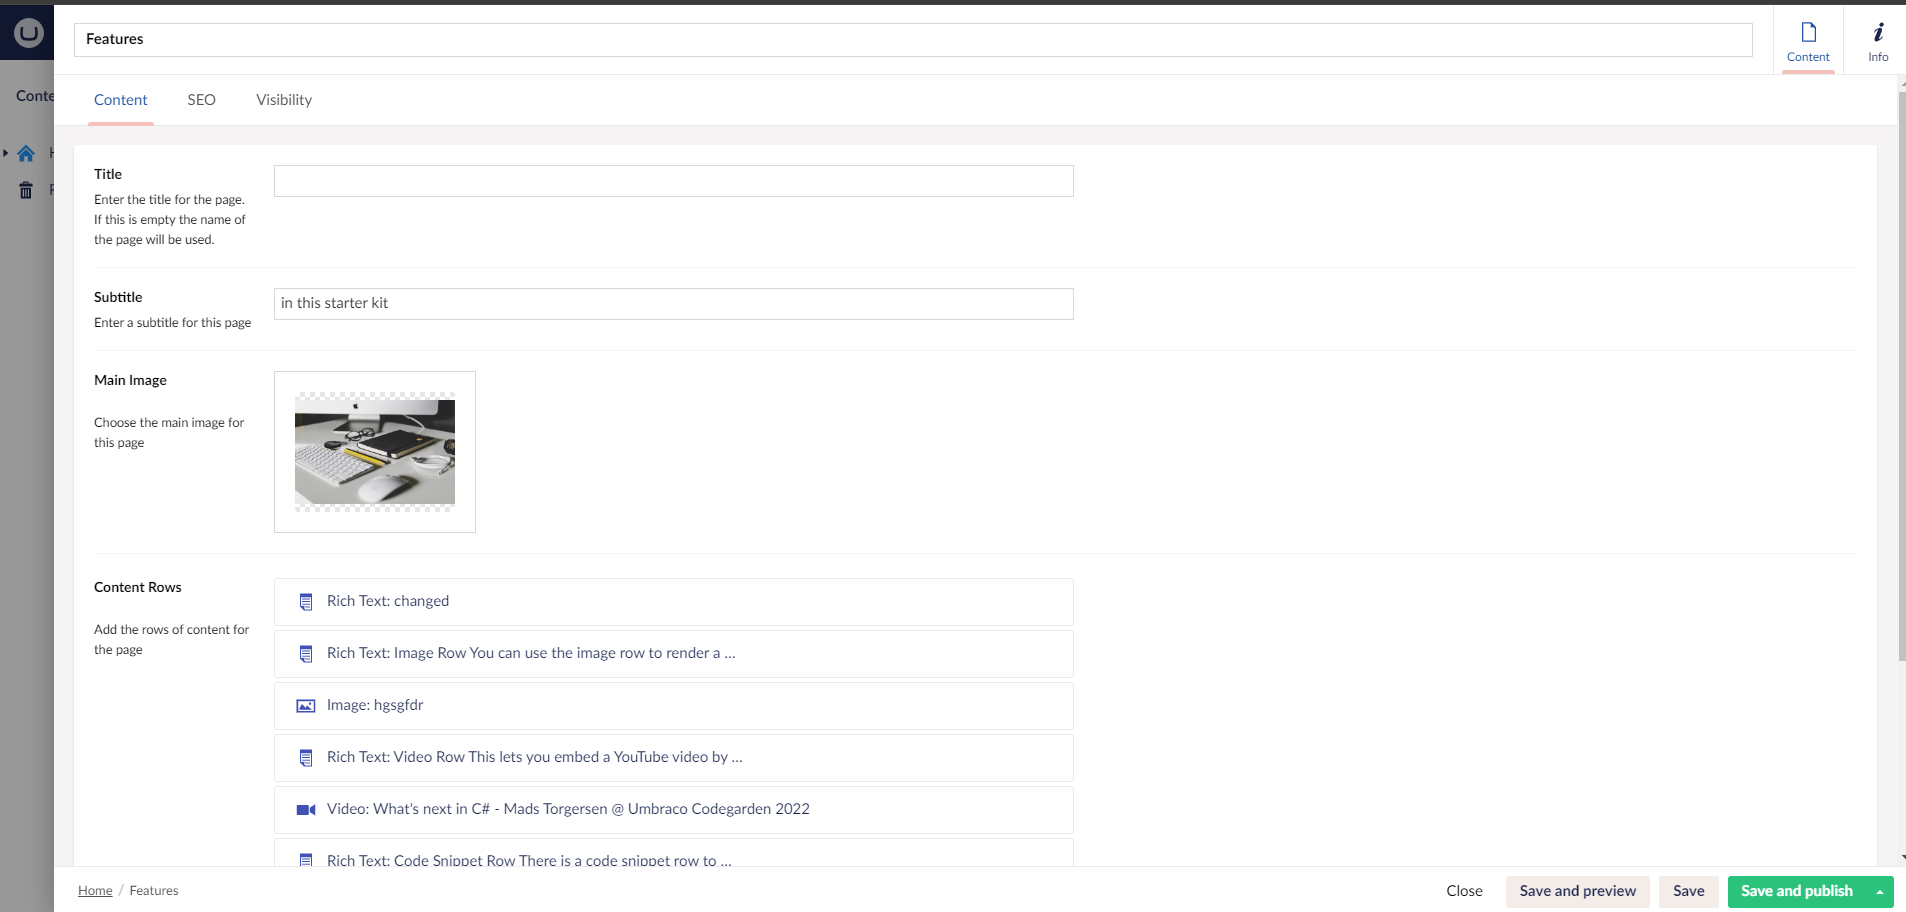 Features
Content
Info
Conte
Content
SEO
Visibility
Title
Enter the title for the page.
If this is empty the name of
the page will be used.
Subtitle
Enter a subtitle for this page
in this starter kit
Main Image
Choose the main image for
this page
Content Rows
Add the rows of content for
the page
Rich Text: changed
Rich Text: Image Row You can use the image row to render a ...
Image: hgsgfdr
Rich Text: Video Row This lets you embed a YouTube video by ...
Video: What's next in C# - Mads Torgersen @ Umbraco Codegarden 2022
Rich Text: Code Snippet Row There is a code snippet row to ...
Home / Features
Close
Save and preview
Save
Save and publish